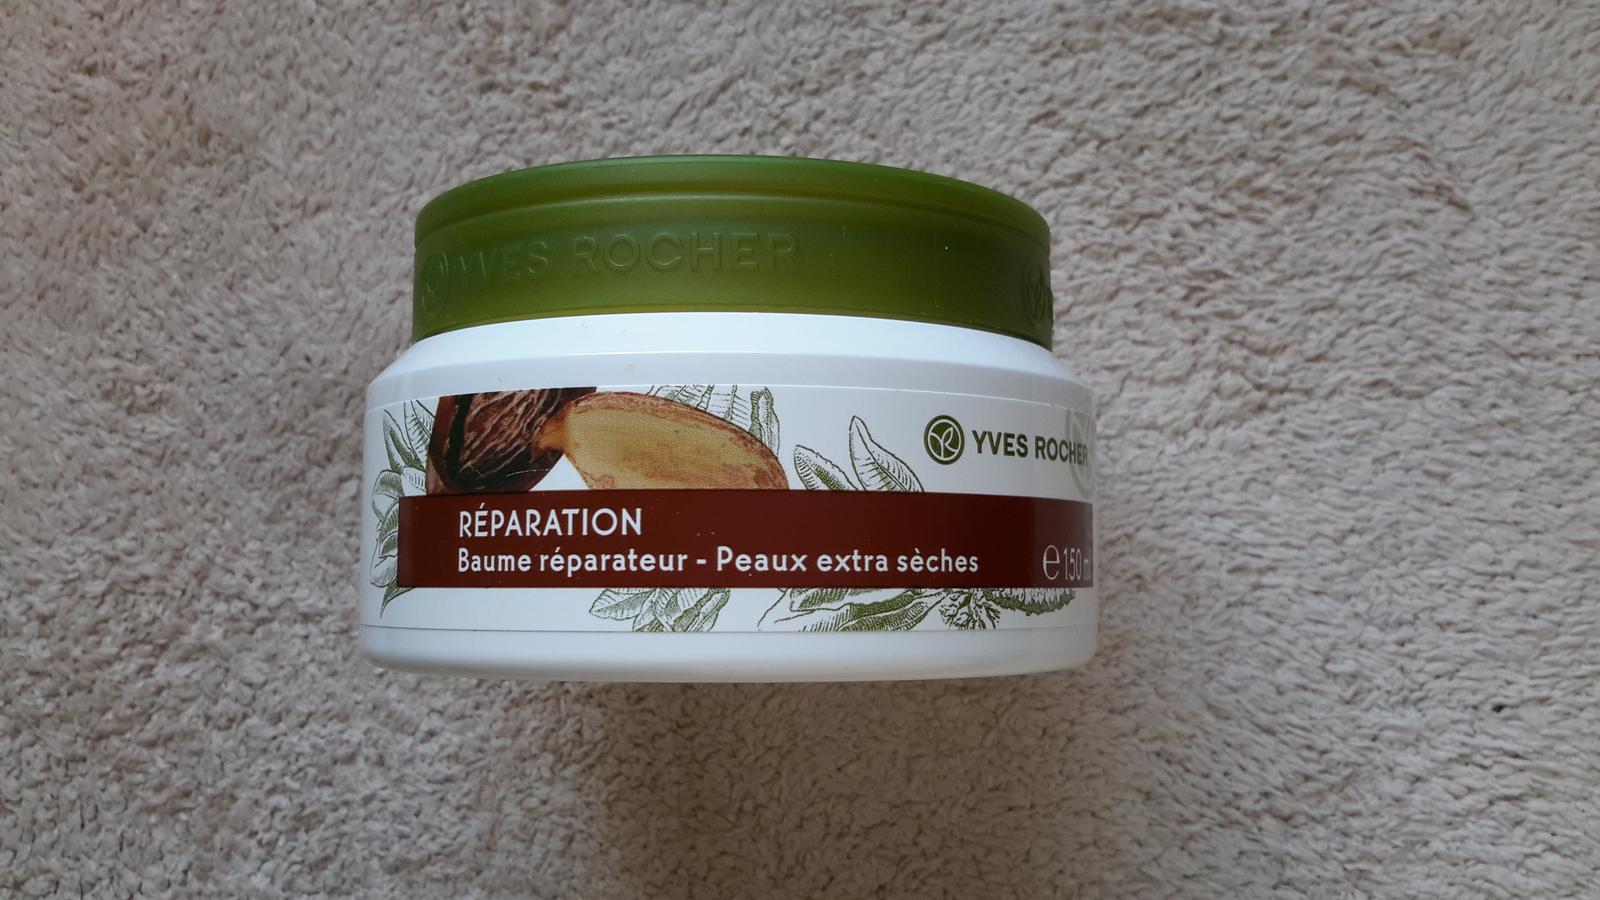 YVES ROCHER
YVES ROCHER
RÉPARATION
Baume réparateur - Peaux extra sèches
℮ 150 m